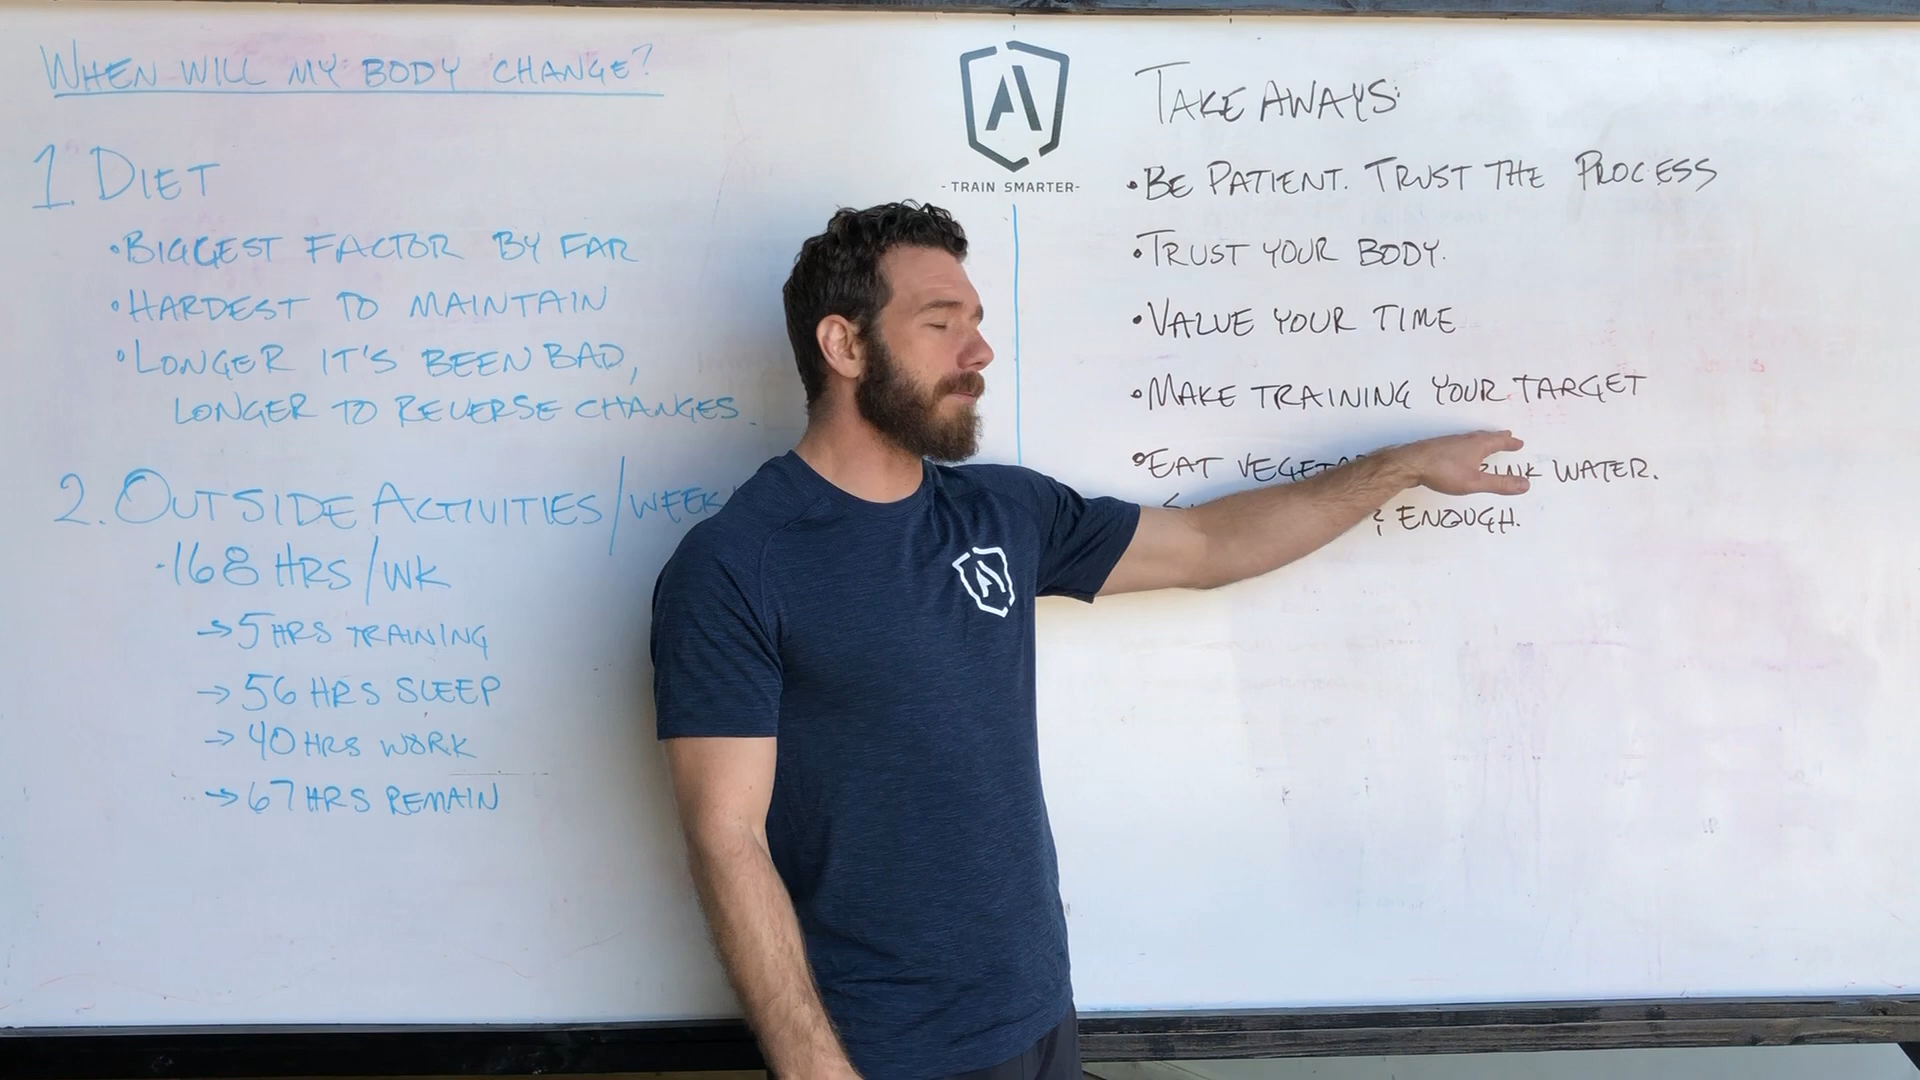 WHEN WILL MY BODY CHANGE?
1. DIET
•BIGGEST FACTOR BY FAR
•HARDEST TO MAINTAIN
•LONGER IT'S BEEN BAD,
LONGER TO REVERSE CHANGES.
2. OUTSIDE ACTIVITIES/WEEK
•168 HRS/WK
→5 HRS TRAINING
→56 HRS SLEEP
→40 HRS WORK
→67 HRS REMAIN
A
- TRAIN SMARTER-
TAKE AWAYS:
•BE PATIENT. TRUST THE PROCESS
•TRUST YOUR BODY.
•VALUE YOUR TIME
•MAKE TRAINING YOUR TARGET
•EAT WATER.
& ENOUGH.
A